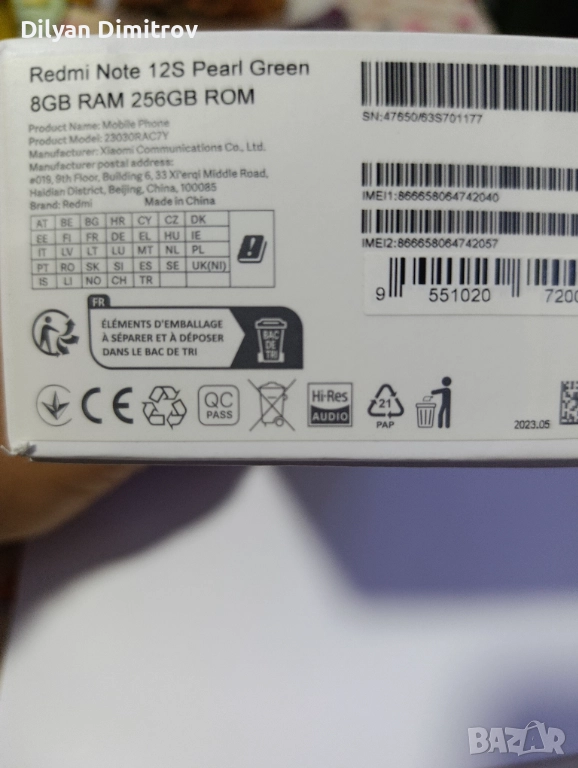 Dilyan Dimitrov
Redmi Note 12S Pearl Green
8GB RAM 256GB ROM
Product Name: Mobile Phone
Product Model: 23030RAC7Y
Manufacturer: Xiaomi Communications Co., Ltd.
Manufacturer postal address:
#019, 9th Floor, Building 6, 33 Xi'erqi Middle Road,
Haidian District, Beijing, China, 100085
Brand: Redmi Made in China
AT BE BG HR CY CZ DK
EE FI FR DE EL HU IE
IT LV LT LU MT NL PL
PT RO SK SI ES SE UK(NI)
IS LI NO CH TR
SN:47650/63S701177
IMEI1:866658064742040
IMEI2:866658064742057
9 551020 7200
FR
ÉLÉMENTS D'EMBALLAGE
À SÉPARER ET À DÉPOSER
DANS LE BAC DE TRI
BAC
DE
TRI
CE
QC
PASS
Hi-Res
AUDIO
21
PAP
2023.05
BAZAR